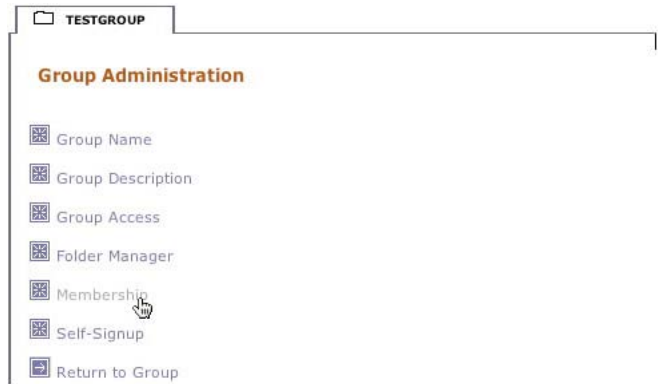 TESTGROUP
Group Administration
Group Name
Group Description
Group Access
Folder Manager
Membership
Self-Signup
Return to Group